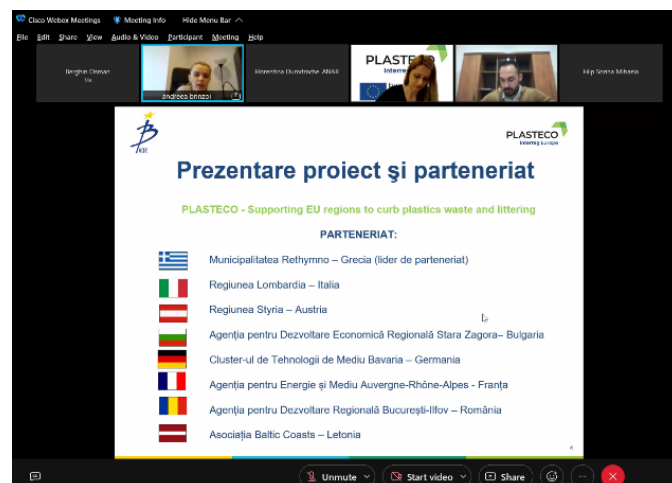 Cisco Webex Meetings Meeting Info Hide Menu Bar
File Edit Share View Audio & Video Participant Meeting Help
Berghin Osman
Me
andreea brinzoi
Florentina Dumitrache ANAR
PLASTECO
Interreg
Filip Sorina Mihaela
PLASTECO
Interreg Europe
Prezentare proiect şi parteneriat
PLASTECO - Supporting EU regions to curb plastics waste and littering
PARTENERIAT:
Municipalitatea Rethymno – Grecia (lider de parteneriat)
Regiunea Lombardia – Italia
Regiunea Styria – Austria
Agenția pentru Dezvoltare Economică Regională Stara Zagora– Bulgaria
Cluster-ul de Tehnologii de Mediu Bavaria – Germania
Agenția pentru Energie și Mediu Auvergne-Rhône-Alpes - Franța
Agenția pentru Dezvoltare Regională București-Ilfov – România
Asociația Baltic Coasts – Letonia
Unmute Start video Share